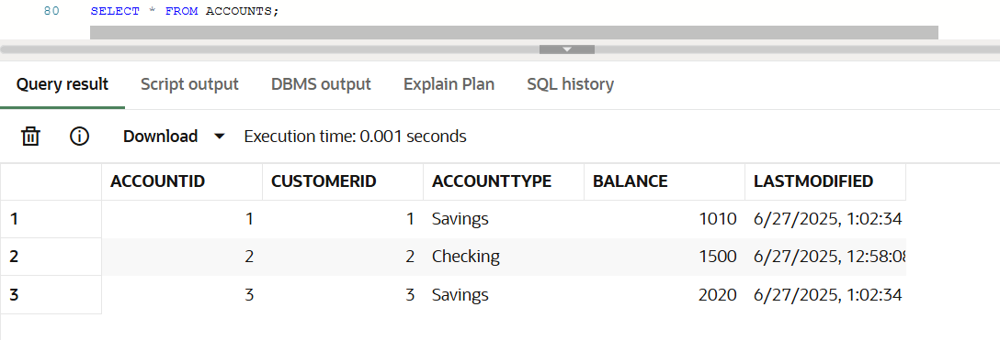 80 SELECT * FROM ACCOUNTS;
Query result Script output DBMS output Explain Plan SQL history
Download Execution time: 0.001 seconds
ACCOUNTID CUSTOMERID ACCOUNTTYPE BALANCE LASTMODIFIED
1 1 1 Savings 1010 6/27/2025, 1:02:34
2 2 2 Checking 1500 6/27/2025, 12:58:08
3 3 3 Savings 2020 6/27/2025, 1:02:34